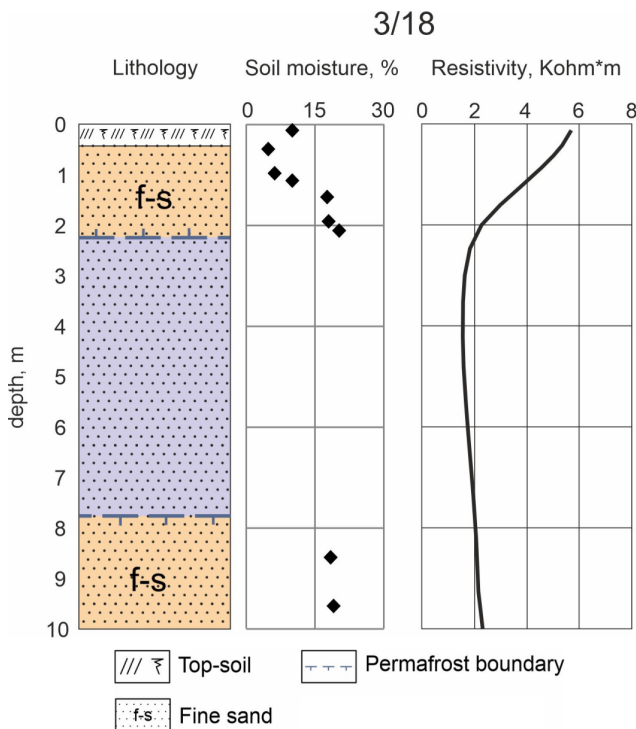 3/18
Lithology
Soil moisture, %
Resistivity, Kohm*m
0 15 30
0 2 4 6 8
depth, m
0
1
2
3
4
5
6
7
8
9
10
f-s
f-s
Top-soil
Permafrost boundary
f-s
Fine sand